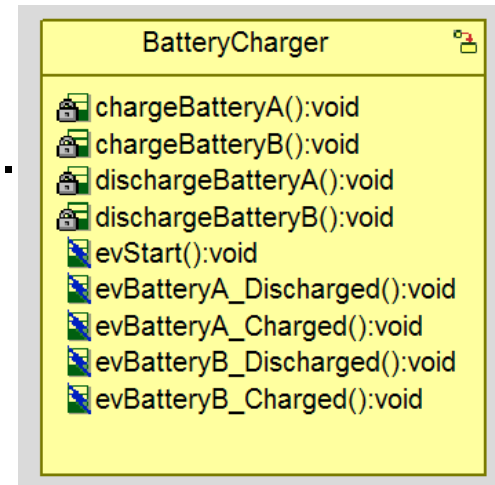 BatteryCharger
chargeBatteryA():void
chargeBatteryB():void
dischargeBatteryA():void
dischargeBatteryB():void
evStart():void
evBatteryA_Discharged():void
evBatteryA_Charged():void
evBatteryB_Discharged():void
evBatteryB_Charged():void